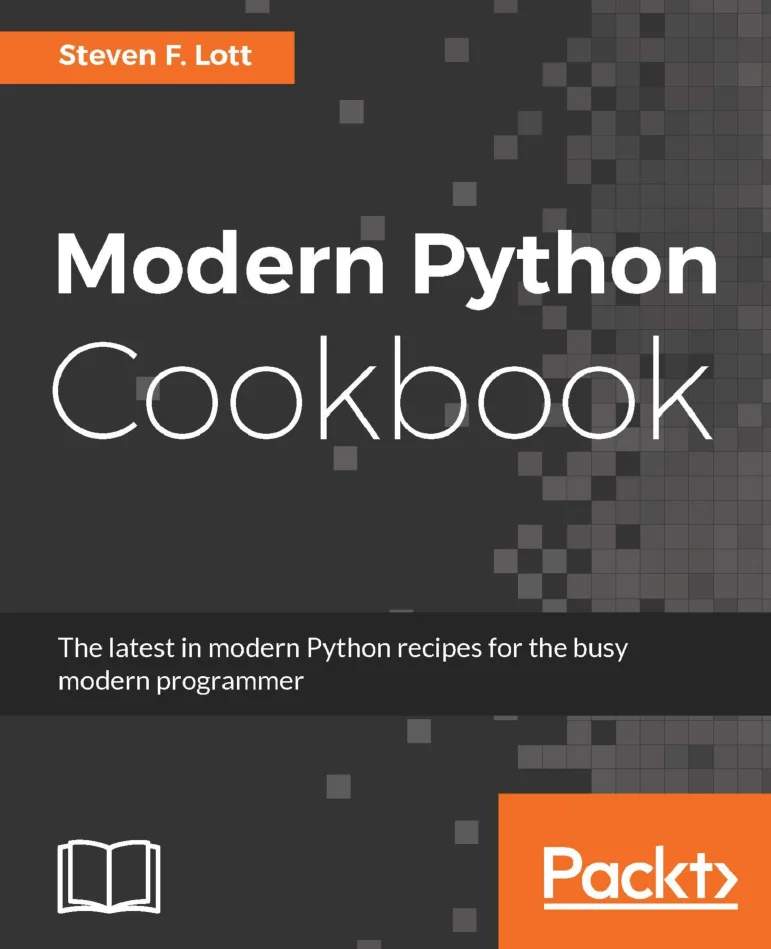 Steven F. Lott
Modern Python
Cookbook
The latest in modern Python recipes for the busy
modern programmer
Packt>